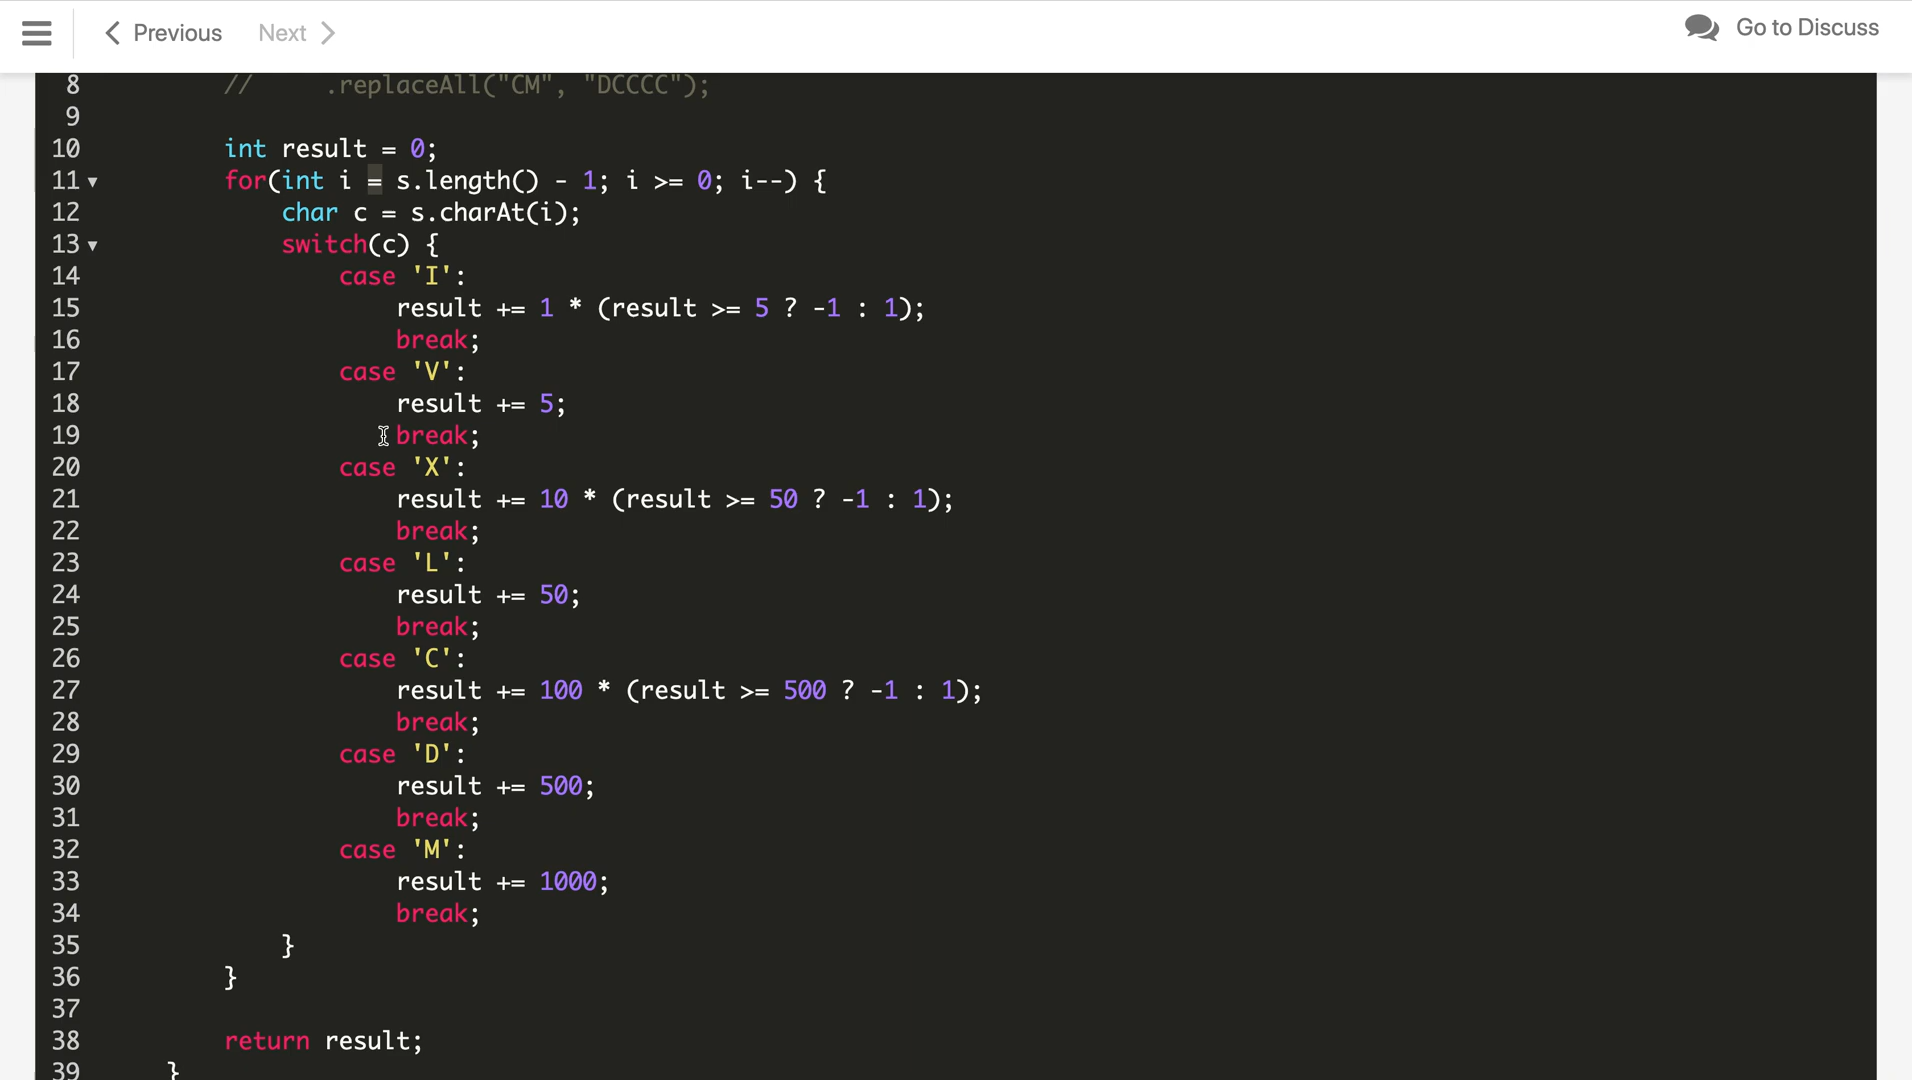 Previous Next Go to Discuss
8 // .replaceAll("CM", "DCCCC");
9
10 int result = 0;
11 for(int i = s.length() - 1; i >= 0; i--) {
12 char c = s.charAt(i);
13 switch(c) {
14 case 'I':
15 result += 1 * (result >= 5 ? -1 : 1);
16 break;
17 case 'V':
18 result += 5;
19 break;
20 case 'X':
21 result += 10 * (result >= 50 ? -1 : 1);
22 break;
23 case 'L':
24 result += 50;
25 break;
26 case 'C':
27 result += 100 * (result >= 500 ? -1 : 1);
28 break;
29 case 'D':
30 result += 500;
31 break;
32 case 'M':
33 result += 1000;
34 break;
35 }
36 }
37
38 return result;
39 }